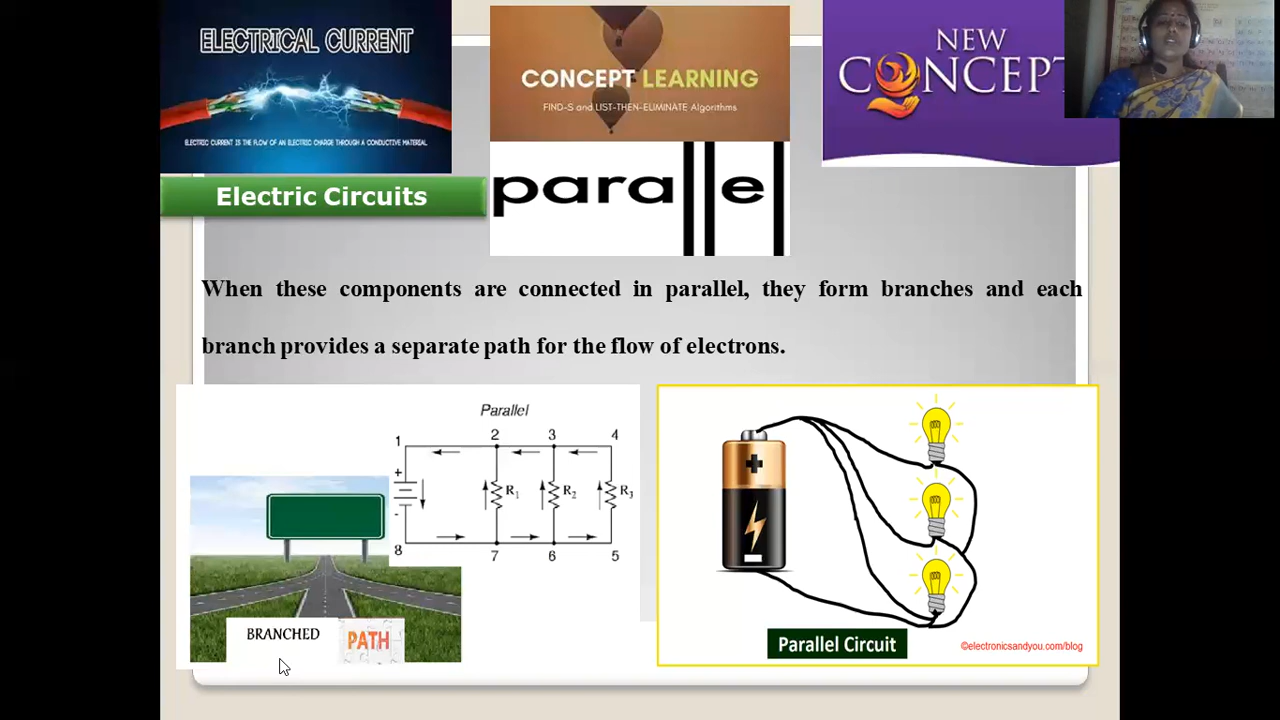 ELECTRICAL CURRENT
ELECTRIC CURRENT IS THE FLOW OF AN ELECTRIC CHARGE THROUGH A CONDUCTIVE MATERIAL
CONCEPT LEARNING
FIND-S and LIST-THEN-ELIMINATE Algorithms
NEW
CONCEPT
Electric Circuits
parallel
When these components are connected in parallel, they form branches and each
branch provides a separate path for the flow of electrons.
Parallel
1 2 3 4
+
R1 R2 R3
-
8 7 6 5
BRANCHED
PATH
+
Parallel Circuit
©electronicsandyou.com/blog